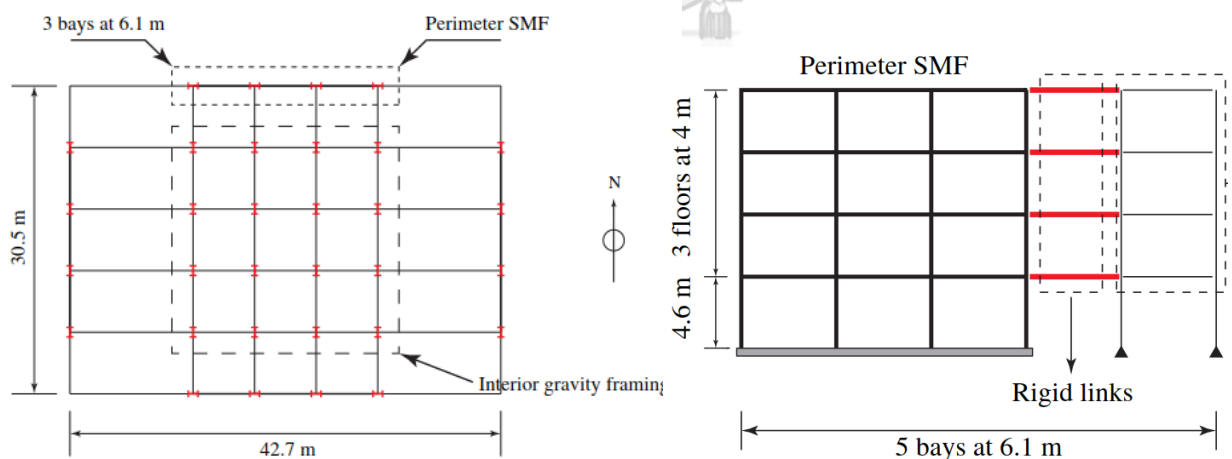 3 bays at 6.1 m
Perimeter SMF
30.5 m
N
Interior gravity framing
42.7 m
Perimeter SMF
3 floors at 4 m
4.6 m
Rigid links
5 bays at 6.1 m